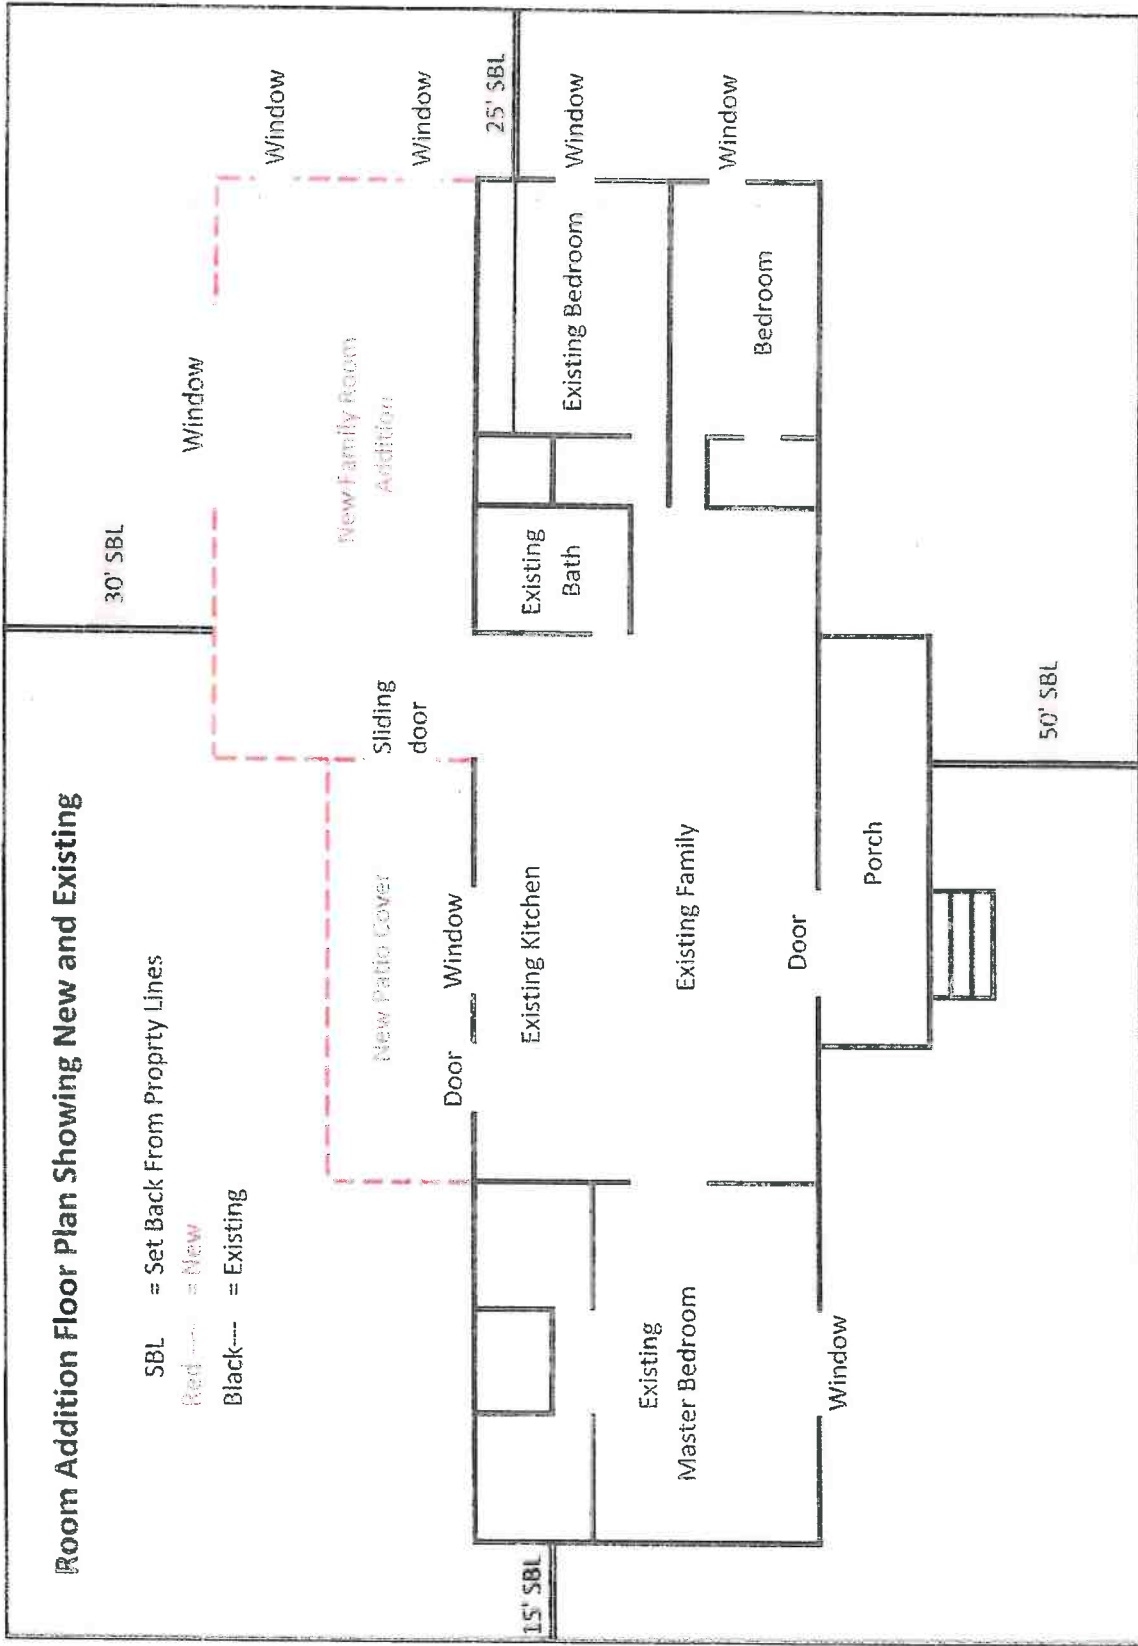 Room Addition Floor Plan Showing New and Existing
SBL = Set Back From Proprty Lines
Red ---- = New
Black---- = Existing
30' SBL
Window
Window
Window
New Family Room
Addition
Sliding
door
New Patio Cover
Door
Window
25' SBL
15' SBL
Existing Kitchen
Existing
Bath
Existing Bedroom
Window
Existing
Master Bedroom
Existing Family
Bedroom
Window
Window
Door
Porch
50' SBL